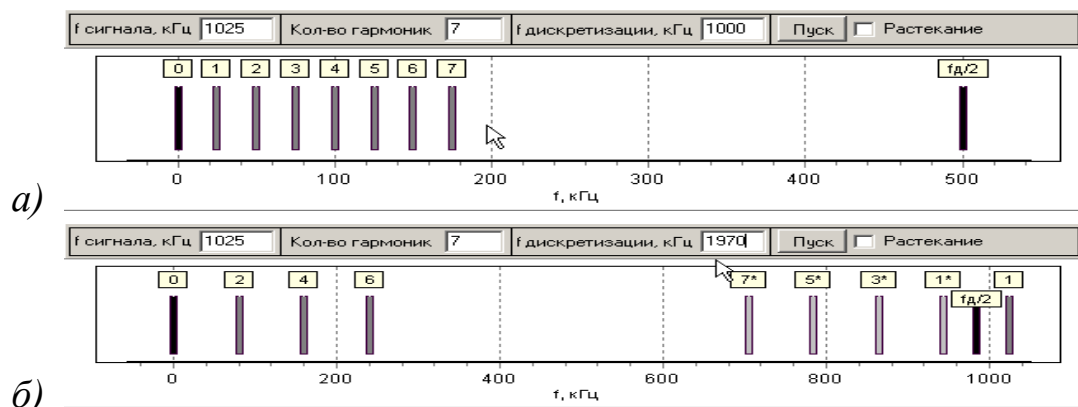 f сигнала, кГц 1025 Кол-во гармоник 7 f дискретизации, кГц 1000 Пуск Растекание
0 1 2 3 4 5 6 7 fд/2
0 100 200 300 400 500
f, кГц
а)
f сигнала, кГц 1025 Кол-во гармоник 7 f дискретизации, кГц 1970 Пуск Растекание
0 2 4 6 7* 5* 3* 1* 1
fд/2
0 200 400 600 800 1000
f, кГц
б)